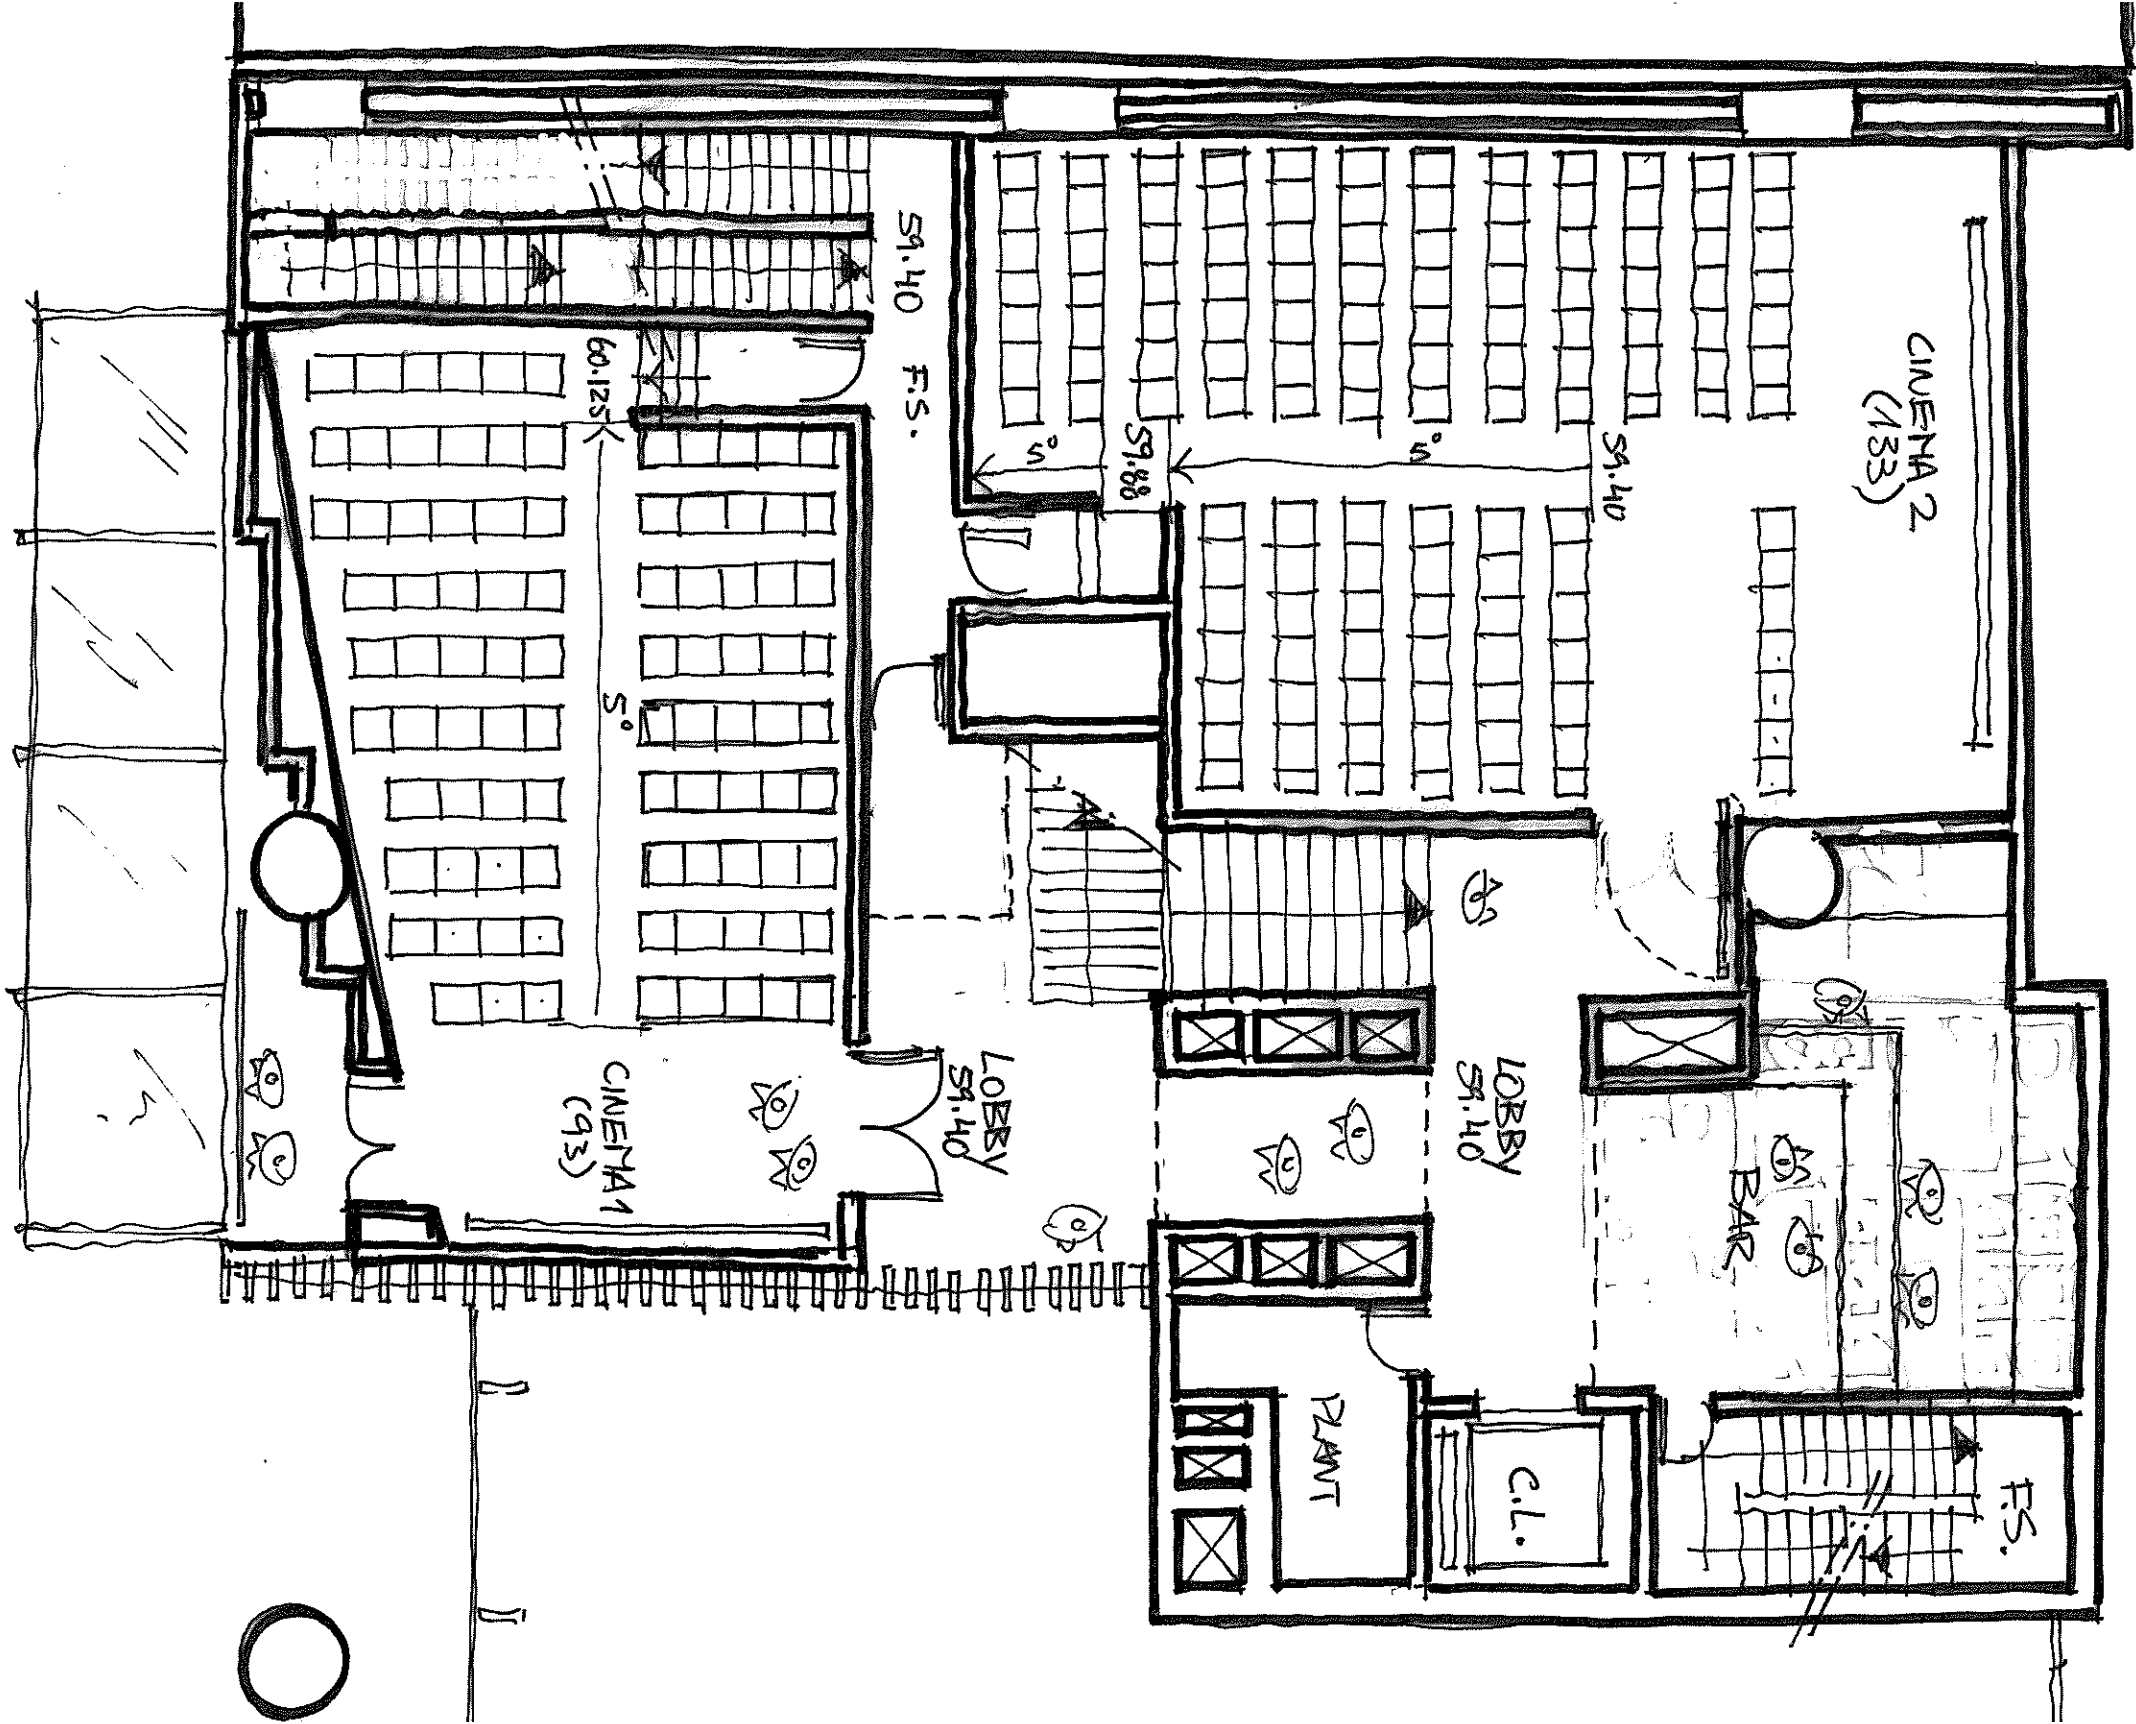 CINEMA 2
(133)
59.40
5°
59.88
5°
59.40 F.S.
60.125
5°
CINEMA 1
(93)
LOBBY
59.40
LOBBY
59.40
BAR
PLANT
C.L.
F.S.